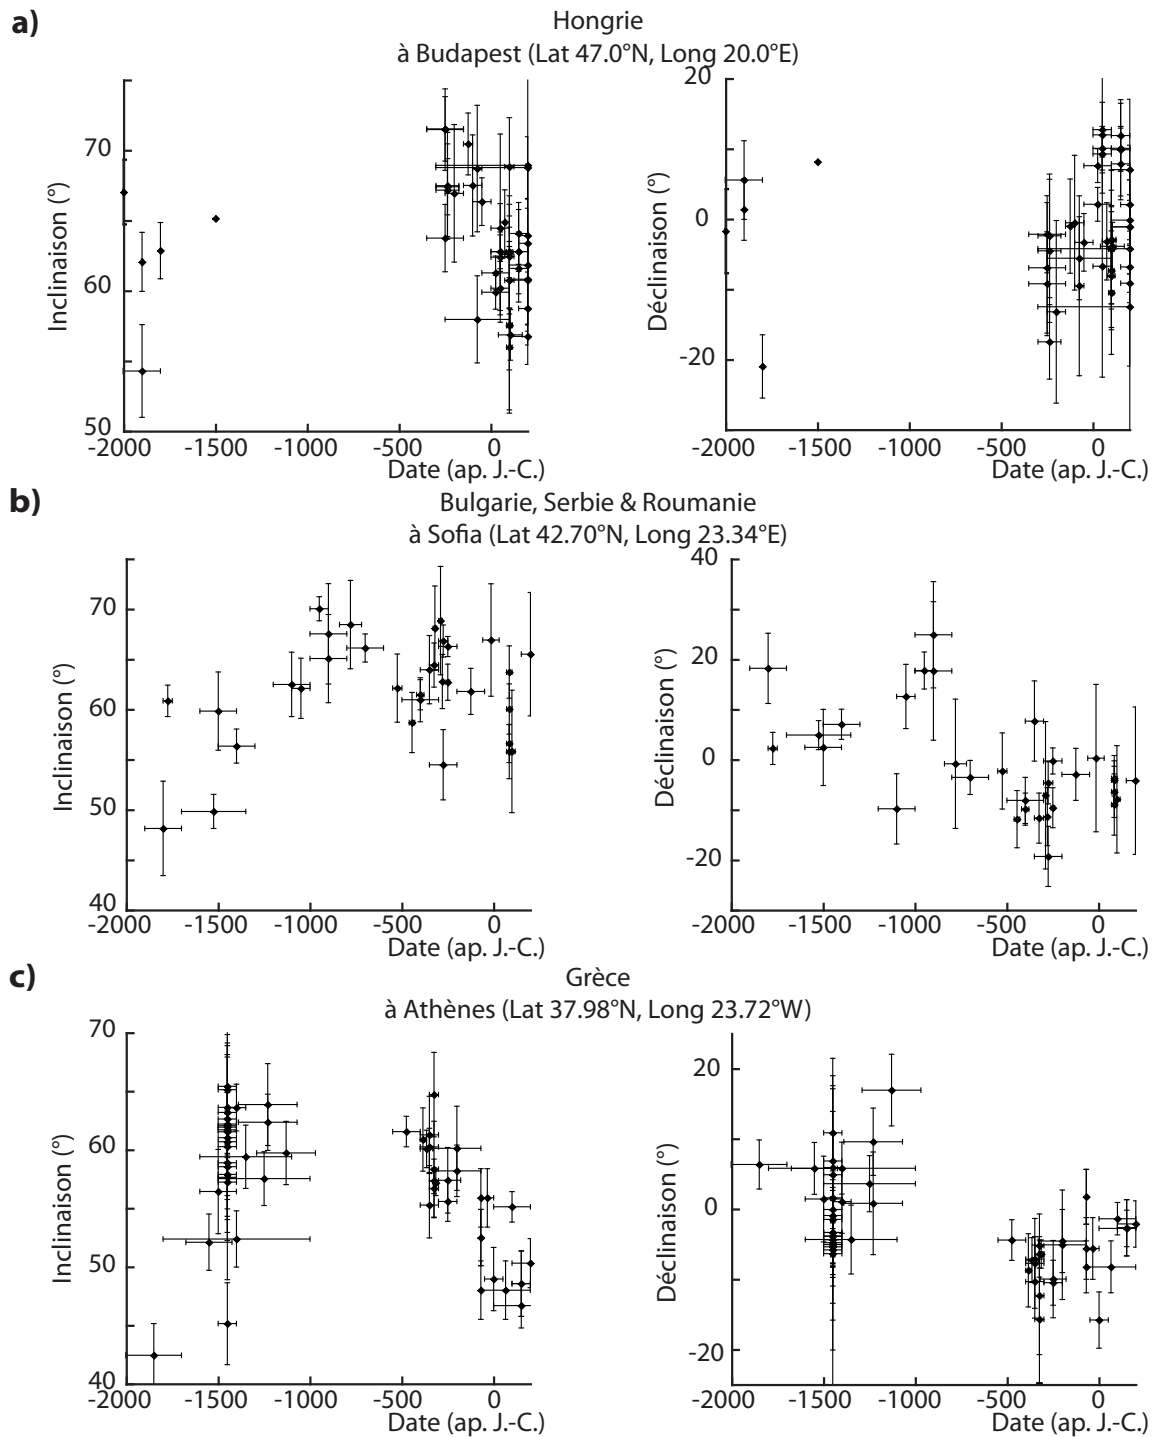 a)
Hongrie
à Budapest (Lat 47.0°N, Long 20.0°E)
Inclinaison (°)
70
60
50
-2000 -1500 -1000 -500 0
Date (ap. J.-C.)
Déclinaison (°)
20
0
-20
-2000 -1500 -1000 -500 0
Date (ap. J.-C.)
b)
Bulgarie, Serbie & Roumanie
à Sofia (Lat 42.70°N, Long 23.34°E)
Inclinaison (°)
70
60
50
40
-2000 -1500 -1000 -500 0
Date (ap. J.-C.)
Déclinaison (°)
40
20
0
-20
-20
-2000 -1500 -1000 -500 0
Date (ap. J.-C.)
c)
Grèce
à Athènes (Lat 37.98°N, Long 23.72°W)
Inclinaison (°)
70
60
50
40
-2000 -1500 -1000 -500 0
Date (ap. J.-C.)
Déclinaison (°)
20
0
-20
-2000 -1500 -1000 -500 0
Date (ap. J.-C.)